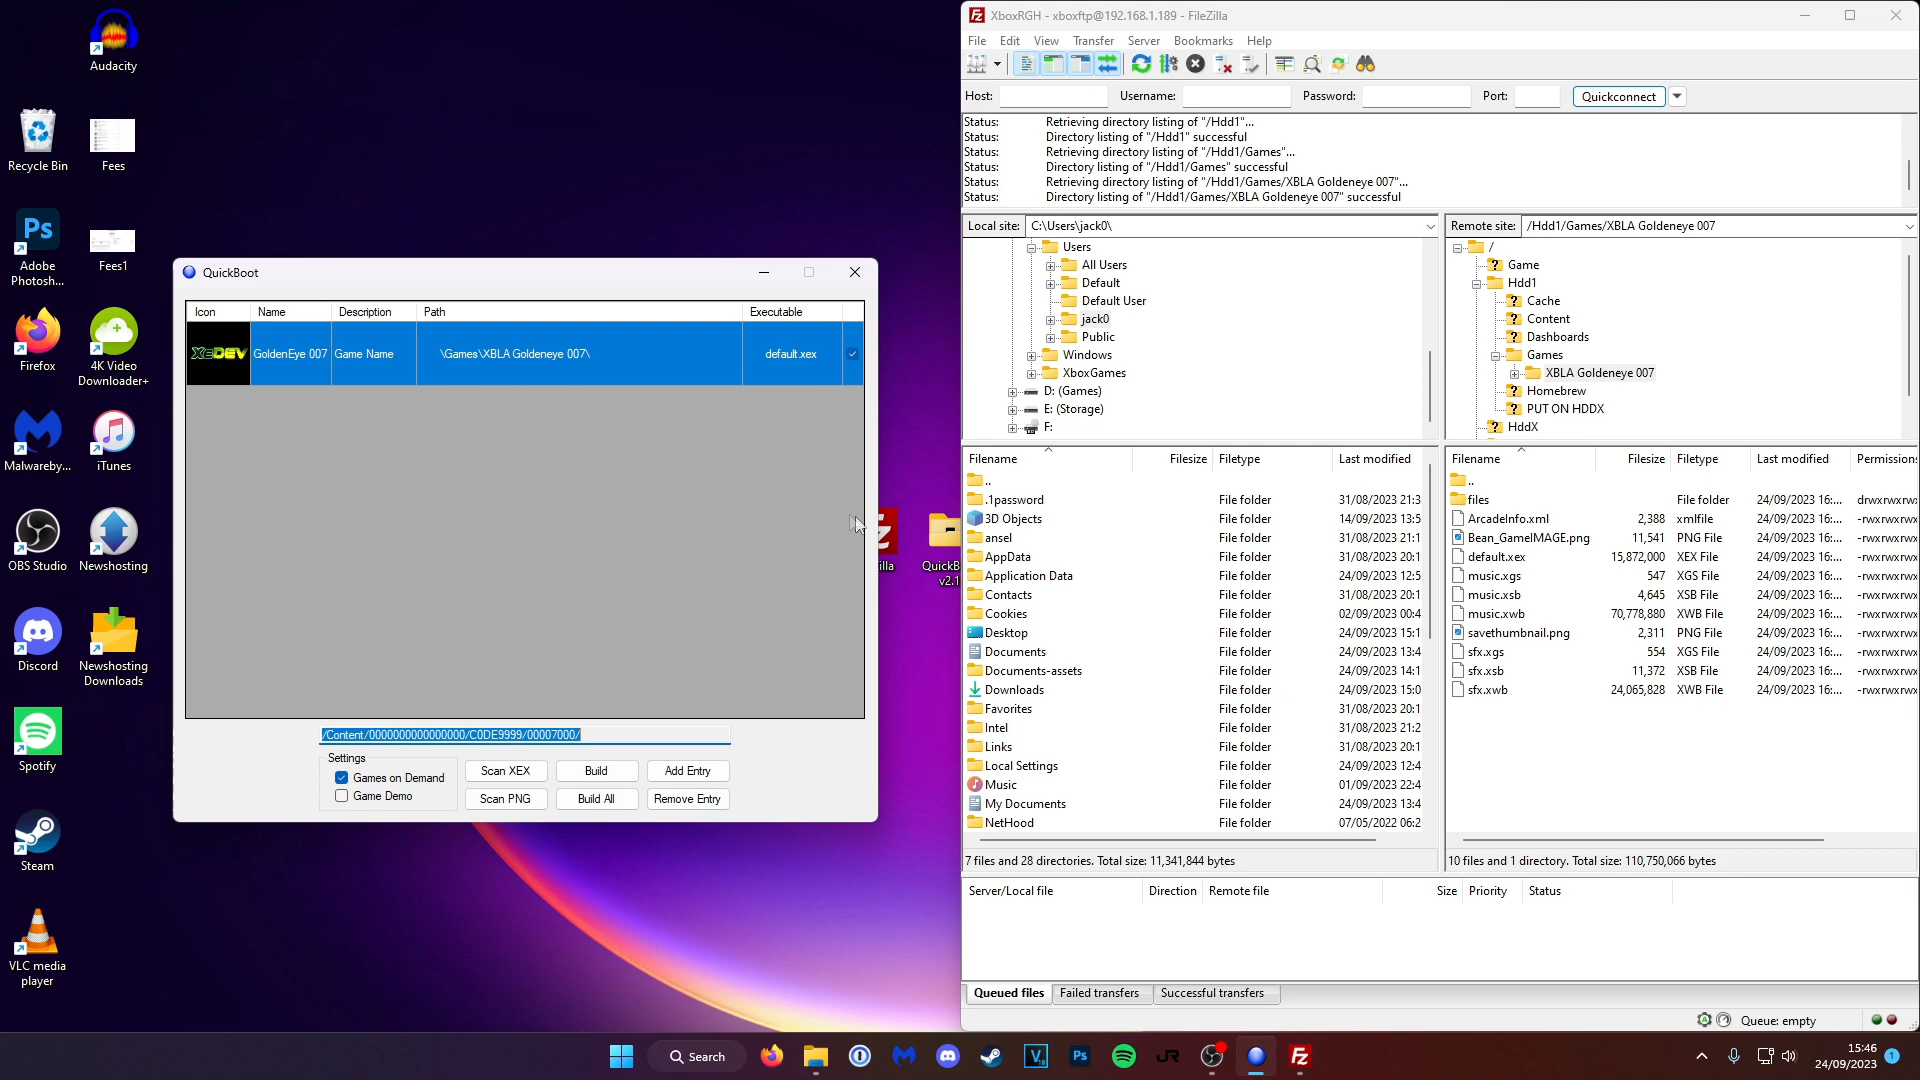 Audacity
Recycle Bin
Fees
Ps
Adobe
Photosh...
Fees1
Firefox
4K Video
Downloader+
Malwareby...
iTunes
OBS Studio
Newshosting
Discord
Newshosting
Downloads
Spotify
Steam
VLC media
player
QuickBoot
Icon
Name
Description
Path
Executable
XeDEV
GoldenEye 007
Game Name
\Games\XBLA Goldeneye 007\
default.xex
/Content/0000000000000000/C0DE9999/00007000/
Settings
Games on Demand
Game Demo
Scan XEX
Build
Add Entry
Scan PNG
Build All
Remove Entry
illa
QuickB
v2.1
XboxRGH - xboxftp@192.168.1.189 - FileZilla
File Edit View Transfer Server Bookmarks Help
Host: Username: Password: Port: Quickconnect
Status: Retrieving directory listing of "/Hdd1"...
Status: Directory listing of "/Hdd1" successful
Status: Retrieving directory listing of "/Hdd1/Games"...
Status: Directory listing of "/Hdd1/Games" successful
Status: Retrieving directory listing of "/Hdd1/Games/XBLA Goldeneye 007"...
Status: Directory listing of "/Hdd1/Games/XBLA Goldeneye 007" successful
Local site: C:\Users\jack0\
Users
All Users
Default
Default User
jack0
Public
Windows
XboxGames
D: (Games)
E: (Storage)
F:
Remote site: /Hdd1/Games/XBLA Goldeneye 007
/
Game
Hdd1
Cache
Content
Dashboards
Games
XBLA Goldeneye 007
Homebrew
PUT ON HDDX
HddX
Filename Filesize Filetype Last modified
..
.1password File folder 31/08/2023 21:3
3D Objects File folder 14/09/2023 13:5
ansel File folder 31/08/2023 21:1
AppData File folder 31/08/2023 20:1
Application Data File folder 24/09/2023 12:5
Contacts File folder 31/08/2023 20:1
Cookies File folder 02/09/2023 00:4
Desktop File folder 24/09/2023 15:1
Documents File folder 24/09/2023 13:4
Documents-assets File folder 24/09/2023 14:1
Downloads File folder 24/09/2023 15:0
Favorites File folder 31/08/2023 20:1
Intel File folder 31/08/2023 21:2
Links File folder 31/08/2023 20:1
Local Settings File folder 24/09/2023 12:4
Music File folder 01/09/2023 22:4
My Documents File folder 24/09/2023 13:4
NetHood File folder 07/05/2022 06:2
7 files and 28 directories. Total size: 11,341,844 bytes
Filename Filesize Filetype Last modified Permissions
..
files File folder 24/09/2023 16:... drwxrwxrwx
ArcadeInfo.xml 2,388 xmlfile 24/09/2023 16:... -rwxrwxrwx
Bean_GameIMAGE.png 11,541 PNG File 24/09/2023 16:... -rwxrwxrwx
default.xex 15,872,000 XEX File 24/09/2023 16:... -rwxrwxrwx
music.xgs 547 XGS File 24/09/2023 16:... -rwxrwxrwx
music.xsb 4,645 XSB File 24/09/2023 16:... -rwxrwxrwx
music.xwb 70,778,880 XWB File 24/09/2023 16:... -rwxrwxrwx
savethumbnail.png 2,311 PNG File 24/09/2023 16:... -rwxrwxrwx
sfx.xgs 554 XGS File 24/09/2023 16:... -rwxrwxrwx
sfx.xsb 11,372 XSB File 24/09/2023 16:... -rwxrwxrwx
sfx.xwb 24,065,828 XWB File 24/09/2023 16:... -rwxrwxrwx
10 files and 1 directory. Total size: 110,750,066 bytes
Server/Local file Direction Remote file Size Priority Status
Queued files Failed transfers Successful transfers
Queue: empty
Search
JR
15:46
24/09/2023
1